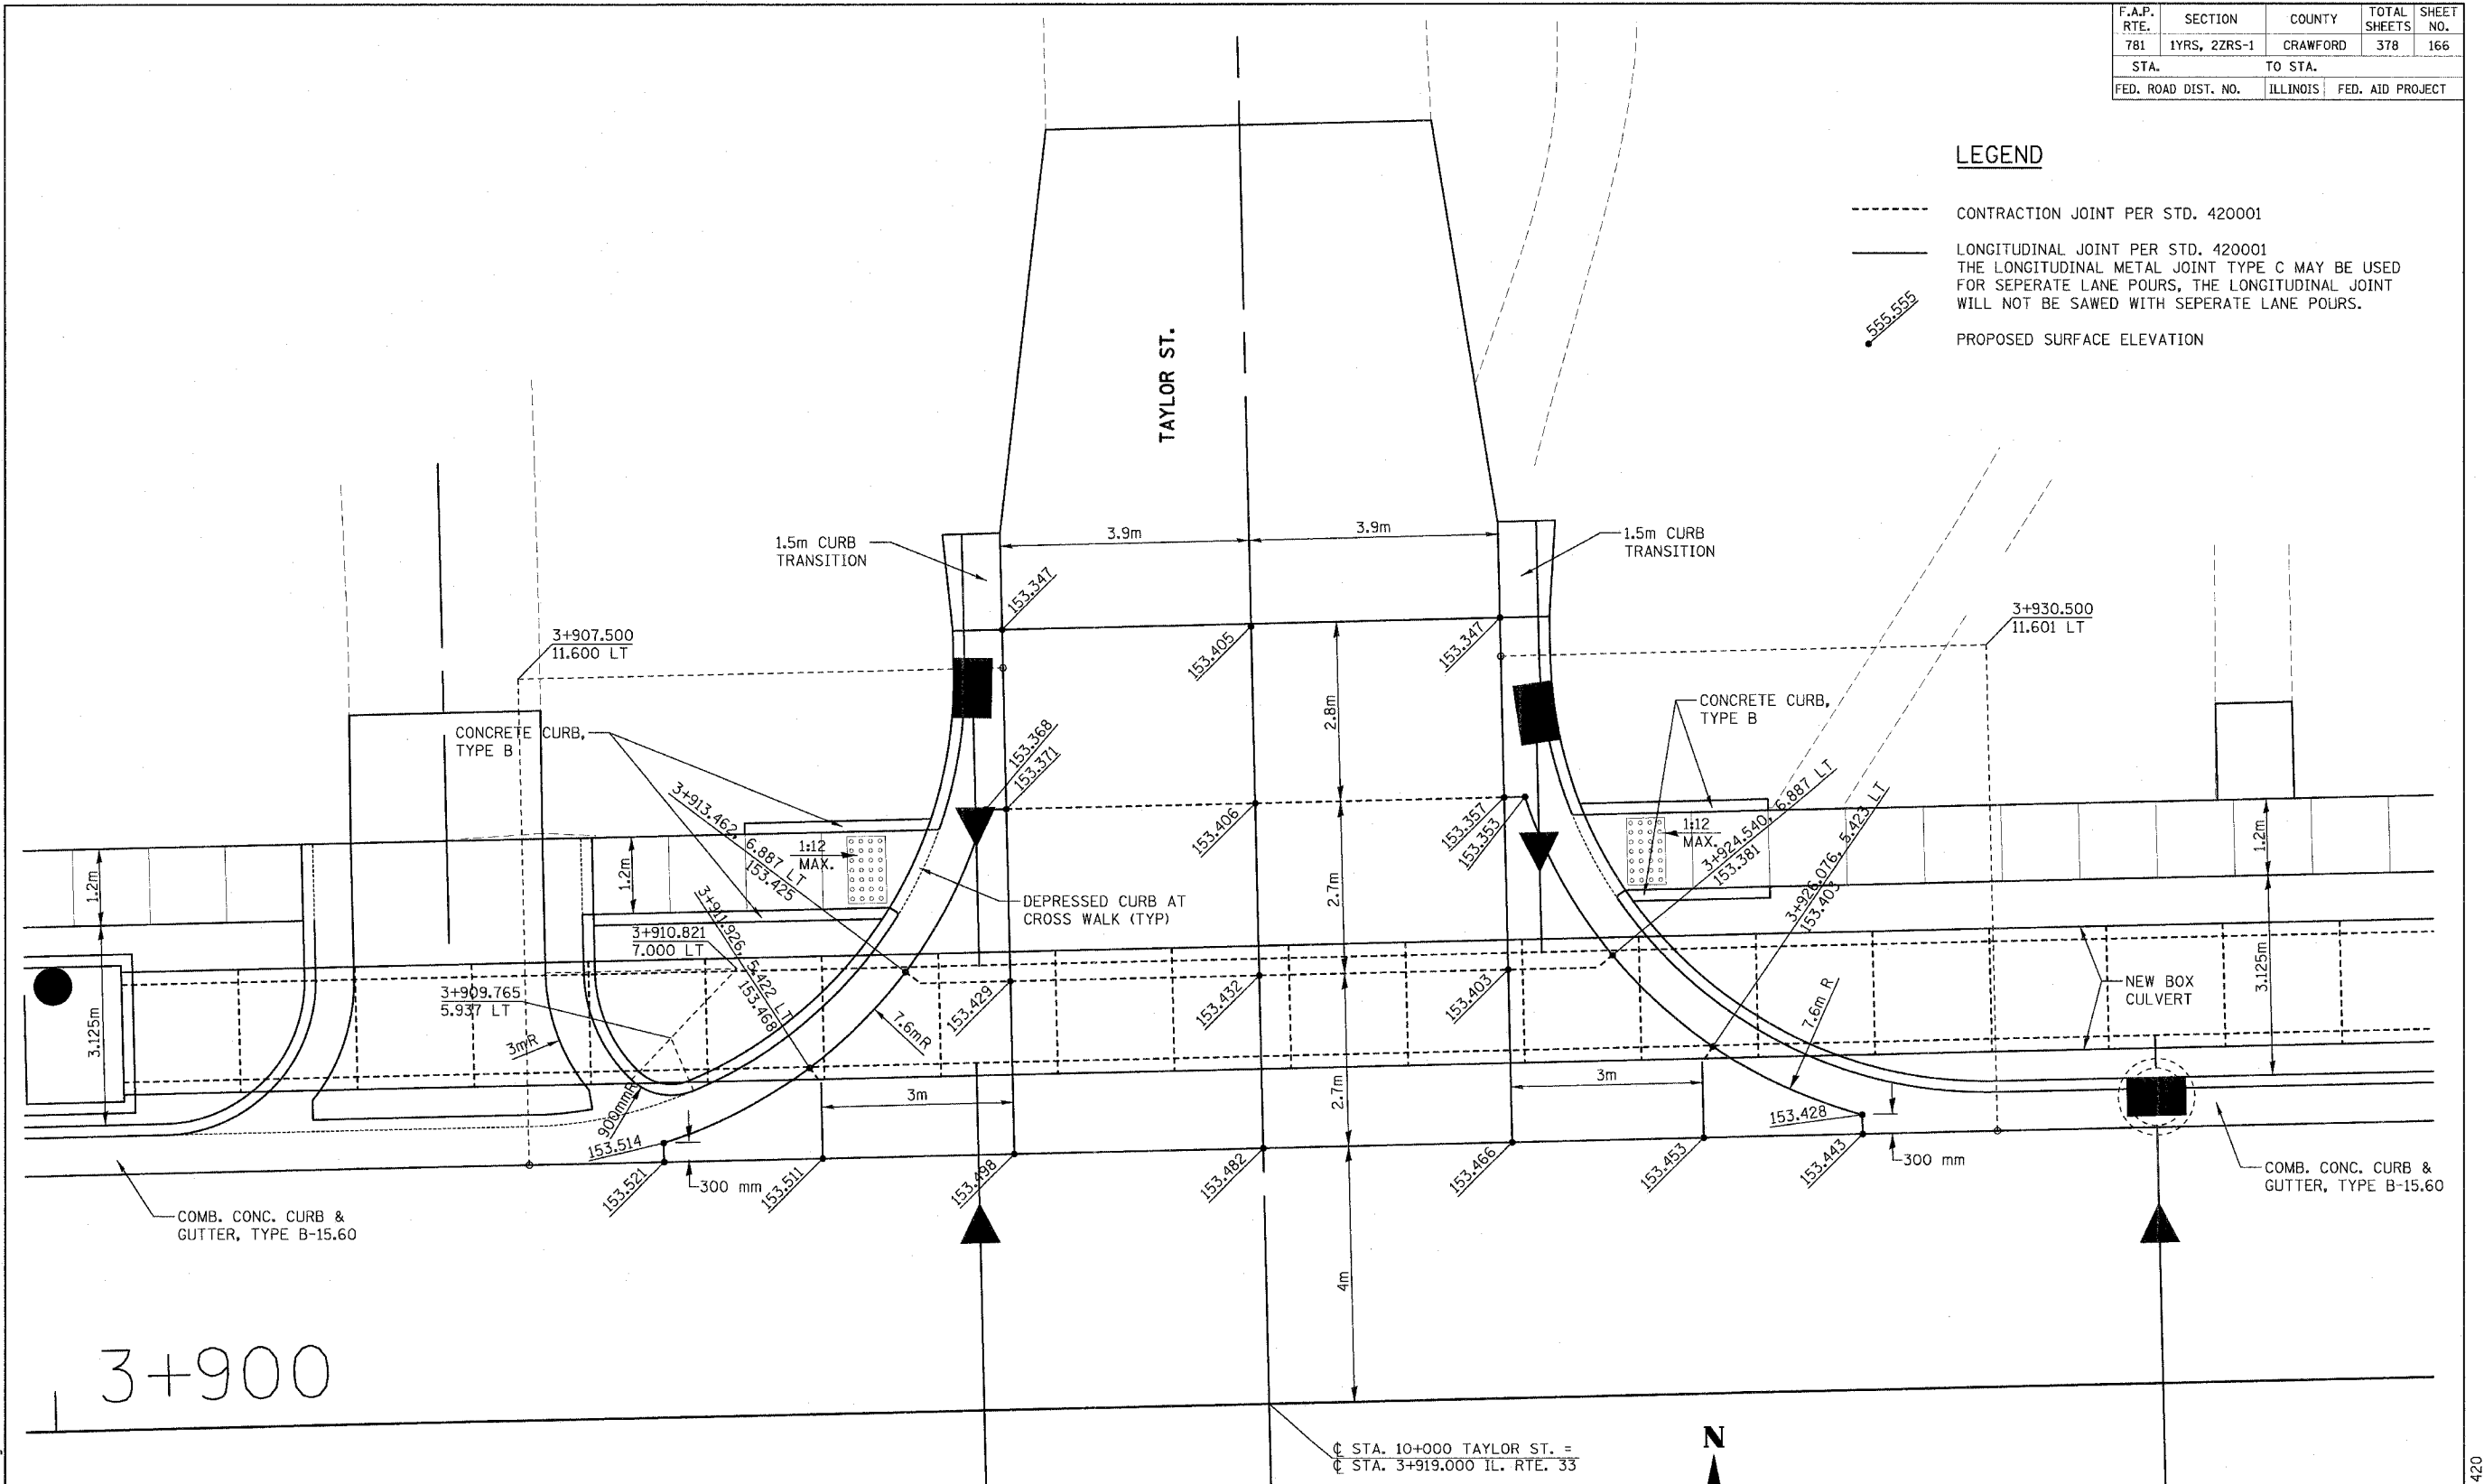 F.A.P. RTE. SECTION COUNTY TOTAL SHEETS SHEET NO.
781 1YRS, 2ZRS-1 CRAWFORD 378 166
STA. TO STA.
FED. ROAD DIST. NO. ILLINOIS FED. AID PROJECT
LEGEND
CONTRACTION JOINT PER STD. 420001
LONGITUDINAL JOINT PER STD. 420001
THE LONGITUDINAL METAL JOINT TYPE C MAY BE USED
FOR SEPERATE LANE POURS, THE LONGITUDINAL JOINT
WILL NOT BE SAWED WITH SEPERATE LANE POURS.
555.555
PROPOSED SURFACE ELEVATION
TAYLOR ST.
1.5m CURB
TRANSITION
3.9m
3.9m
1.5m CURB
TRANSITION
153.347
153.405
153.347
3+907.500
11.600 LT
3+930.500
11.601 LT
CONCRETE CURB,
TYPE B
CONCRETE CURB,
TYPE B
2.8m
153.368
153.371
153.406
153.357
153.353
3+913.462,
6.887 LT
153.425
1:12
MAX.
1:12
MAX.
3+924.540, 6.887 LT
153.381
3+926.076, 5.423 LT
153.403
1.2m
1.2m
1.2m
DEPRESSED CURB AT
CROSS WALK (TYP)
2.7m
3+910.821
7.000 LT
3+911.926, 5.422 LT
153.468
3+909.765
5.937 LT
3.125m
3mR
7.6mR
153.429
153.432
153.403
7.6m R
NEW BOX
CULVERT
3.125m
900mmR
3m
2.7m
3m
153.514
153.428
153.521
300 mm
153.511
153.498
153.482
153.466
153.453
153.443
300 mm
COMB. CONC. CURB &
GUTTER, TYPE B-15.60
COMB. CONC. CURB &
GUTTER, TYPE B-15.60
4m
3+900
℄ STA. 10+000 TAYLOR ST. =
℄ STA. 3+919.000 IL. RTE. 33
N
420